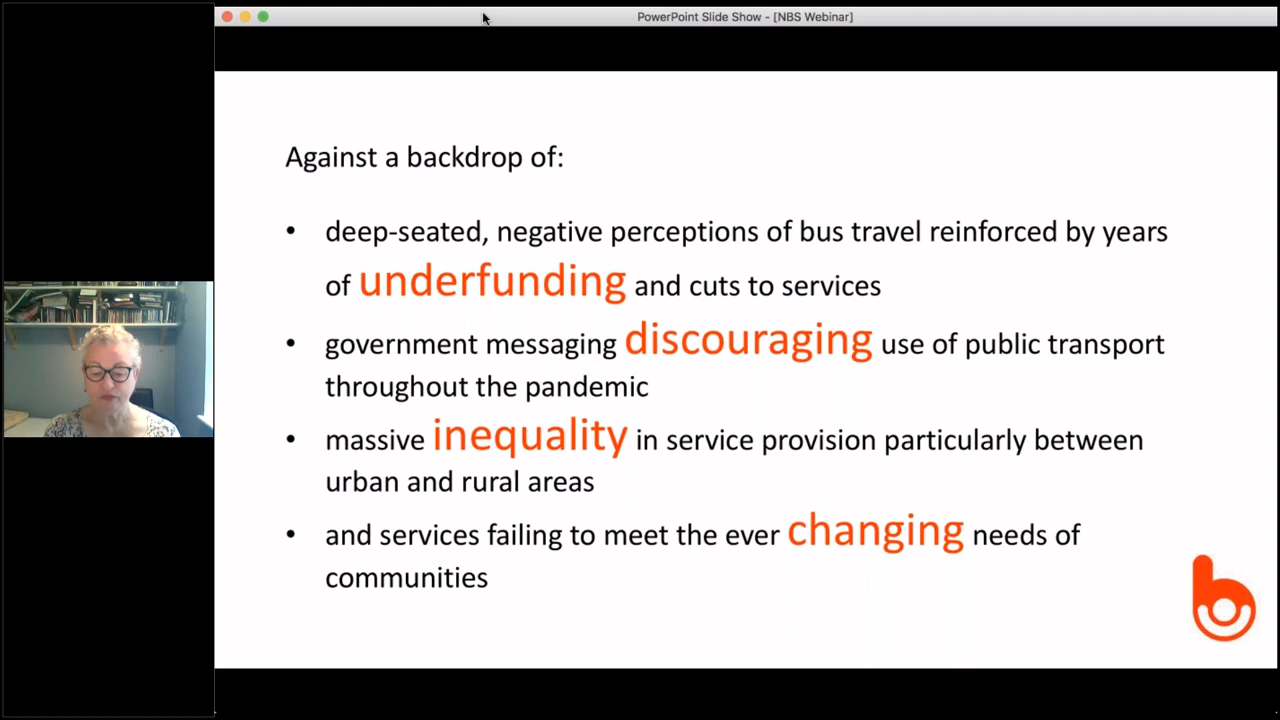 PowerPoint Slide Show - [NBS Webinar]
Against a backdrop of:
• deep-seated, negative perceptions of bus travel reinforced by years
of underfunding and cuts to services
• government messaging discouraging use of public transport
throughout the pandemic
• massive inequality in service provision particularly between
urban and rural areas
• and services failing to meet the ever changing needs of
communities